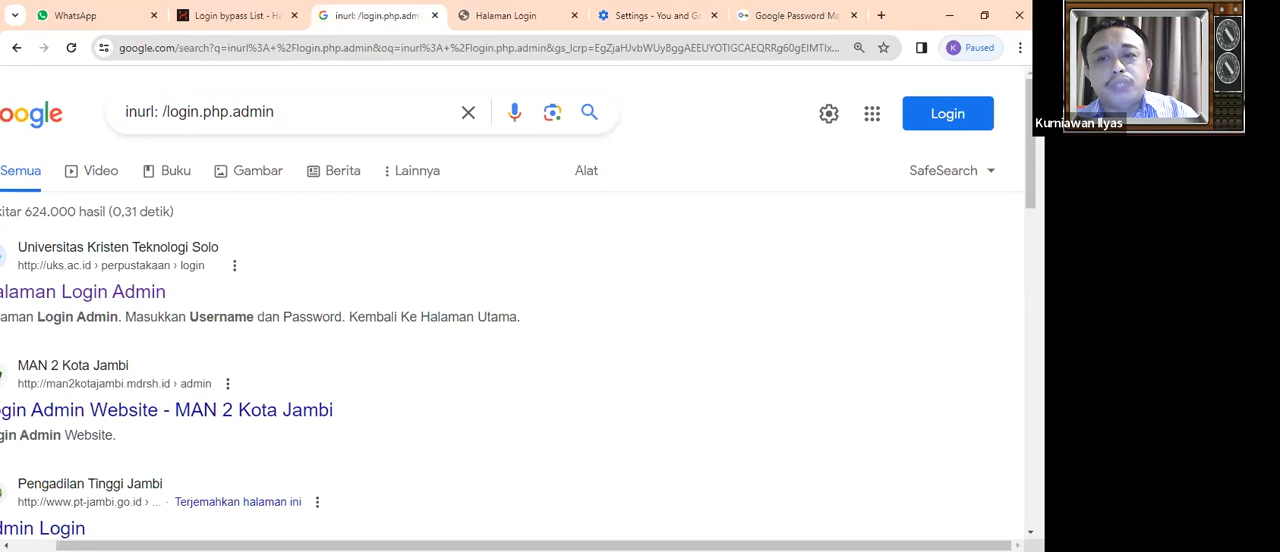 WhatsApp
Login bypass List - Ha
inurl: /login.php.adm
Halaman Login
Settings - You and Go
Google Password Ma
google.com/search?q=inurl%3A+%2Flogin.php.admin&oq=inurl%3A+%2Flogin.php.admin&gs_lcrp=EgZjaHJvbWUyBggAEEUYOTIGCAEQRRg60gEIMTIx...
K Paused
oogle
inurl: /login.php.admin
Login
Semua
Video
Buku
Gambar
Berita
Lainnya
Alat
SafeSearch
kitar 624.000 hasil (0,31 detik)
Universitas Kristen Teknologi Solo
http://uks.ac.id › perpustakaan › login
alaman Login Admin
aman Login Admin. Masukkan Username dan Password. Kembali Ke Halaman Utama.
MAN 2 Kota Jambi
http://man2kotajambi.mdrsh.id › admin
gin Admin Website - MAN 2 Kota Jambi
gin Admin Website.
Pengadilan Tinggi Jambi
http://www.pt-jambi.go.id › ... · Terjemahkan halaman ini
dmin Login
Kurniawan Ilyas